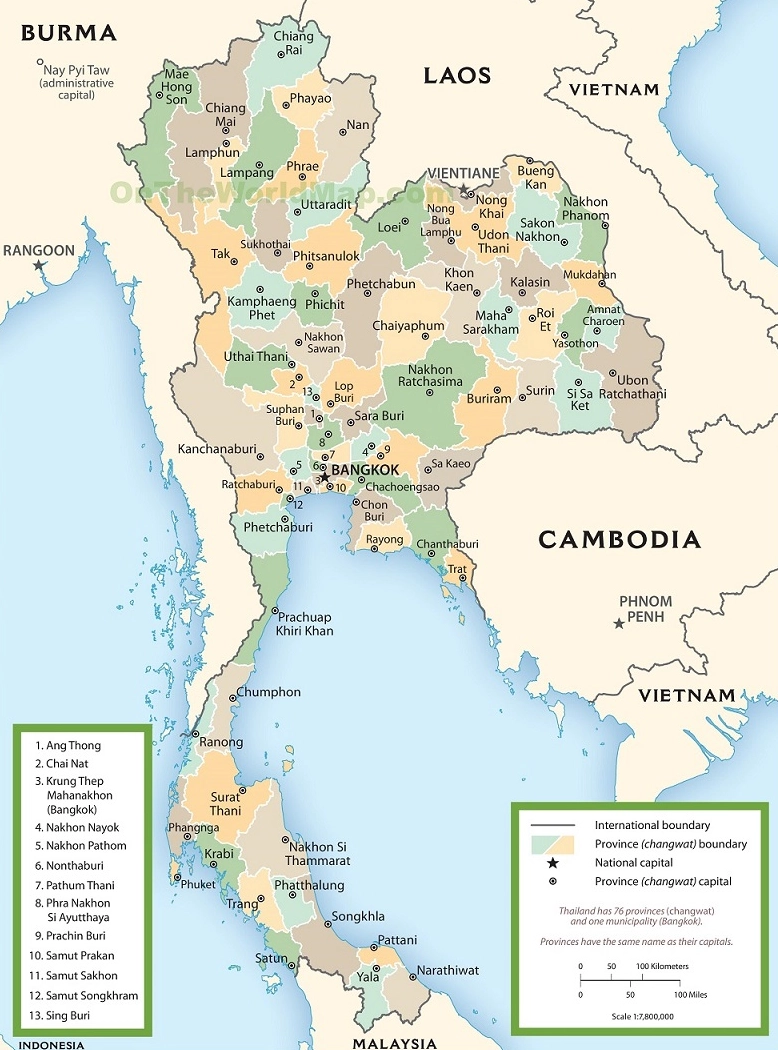 BURMA
Nay Pyi Taw
(administrative
capital)
LAOS
VIETNAM
Chiang
Rai
Mae
Hong
Son
Phayao
Chiang
Mai
Nan
Lamphun
Lampang
Phrae
OnTheWorldMap.com
Uttaradit
VIENTIANE
Bueng
Kan
Nong
Khai
Nong
Bua
Lamphu
Loei
Udon
Thani
Sakon
Nakhon
Nakhon
Phanom
RANGOON
Tak
Sukhothai
Phitsanulok
Phetchabun
Khon
Kaen
Kalasin
Mukdahan
Kamphaeng
Phet
Phichit
Chaiyaphum
Maha
Sarakham
Roi
Et
Amnat
Charoen
Yasothon
Nakhon
Sawan
Uthai Thani
2
13
Lop
Buri
Nakhon
Ratchasima
Buriram
Surin
Si Sa
Ket
Ubon
Ratchathani
Suphan
Buri
1
Sara Buri
8
Kanchanaburi
4
9
7
5
6
BANGKOK
Sa Kaeo
Ratchaburi
11
3
10
Chachoengsao
12
Phetchaburi
Chon
Buri
Rayong
Chanthaburi
Trat
CAMBODIA
PHNOM
PENH
Prachuap
Khiri Khan
VIETNAM
Chumphon
Ranong
Surat
Thani
Phangnga
Krabi
Nakhon Si
Thammarat
Phuket
Phatthalung
Trang
Songkhla
Pattani
Satun
Yala
Narathiwat
MALAYSIA
INDONESIA
1. Ang Thong
2. Chai Nat
3. Krung Thep
Mahanakhon
(Bangkok)
4. Nakhon Nayok
5. Nakhon Pathom
6. Nonthaburi
7. Pathum Thani
8. Phra Nakhon
Si Ayutthaya
9. Prachin Buri
10. Samut Prakan
11. Samut Sakhon
12. Samut Songkhram
13. Sing Buri
International boundary
Province (changwat) boundary
National capital
Province (changwat) capital
Thailand has 76 provinces (changwat)
and one municipality (Bangkok).
Provinces have the same name as their capitals.
0 50 100 Kilometers
0 50 100 Miles
Scale 1:7,800,000